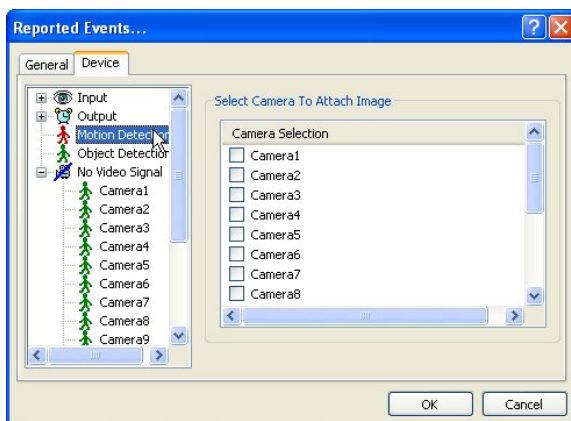 Reported Events...
General
Device
Input
Output
Motion Detection
Object Detection
No Video Signal
Camera1
Camera2
Camera3
Camera4
Camera5
Camera6
Camera7
Camera8
Camera9
Select Camera To Attach Image
Camera Selection
Camera1
Camera2
Camera3
Camera4
Camera5
Camera6
Camera7
Camera8
OK
Cancel